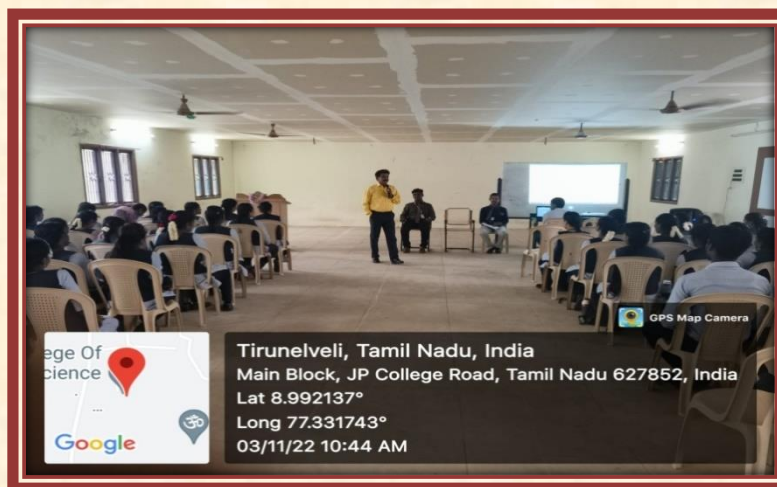 GPS Map Camera
ege Of
cience
Google
Tirunelveli, Tamil Nadu, India
Main Block, JP College Road, Tamil Nadu 627852, India
Lat 8.992137°
Long 77.331743°
03/11/22 10:44 AM